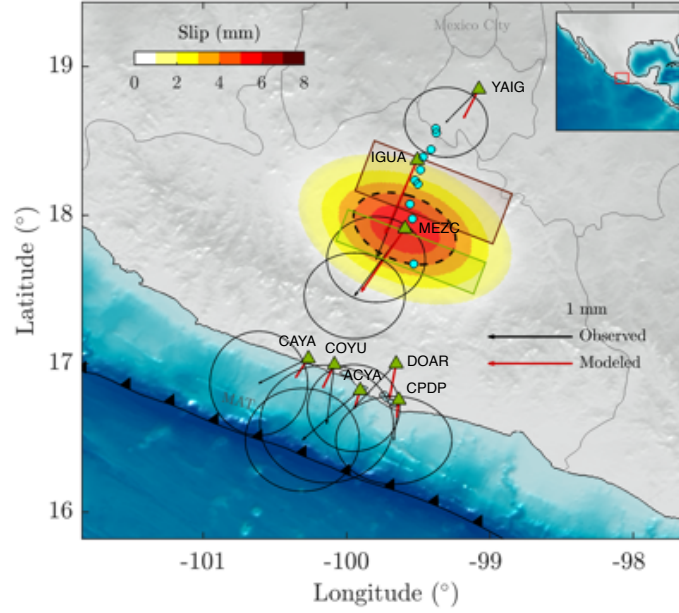 Slip (mm)
0 2 4 6 8
Mexico City
YAIG
IGUA
MEZC
1 mm
Observed
Modeled
CAYA
COYU
DOAR
ACYA
CPDP
MAT
19
18
17
16
Latitude (°)
-101 -100 -99 -98
Longitude (°)